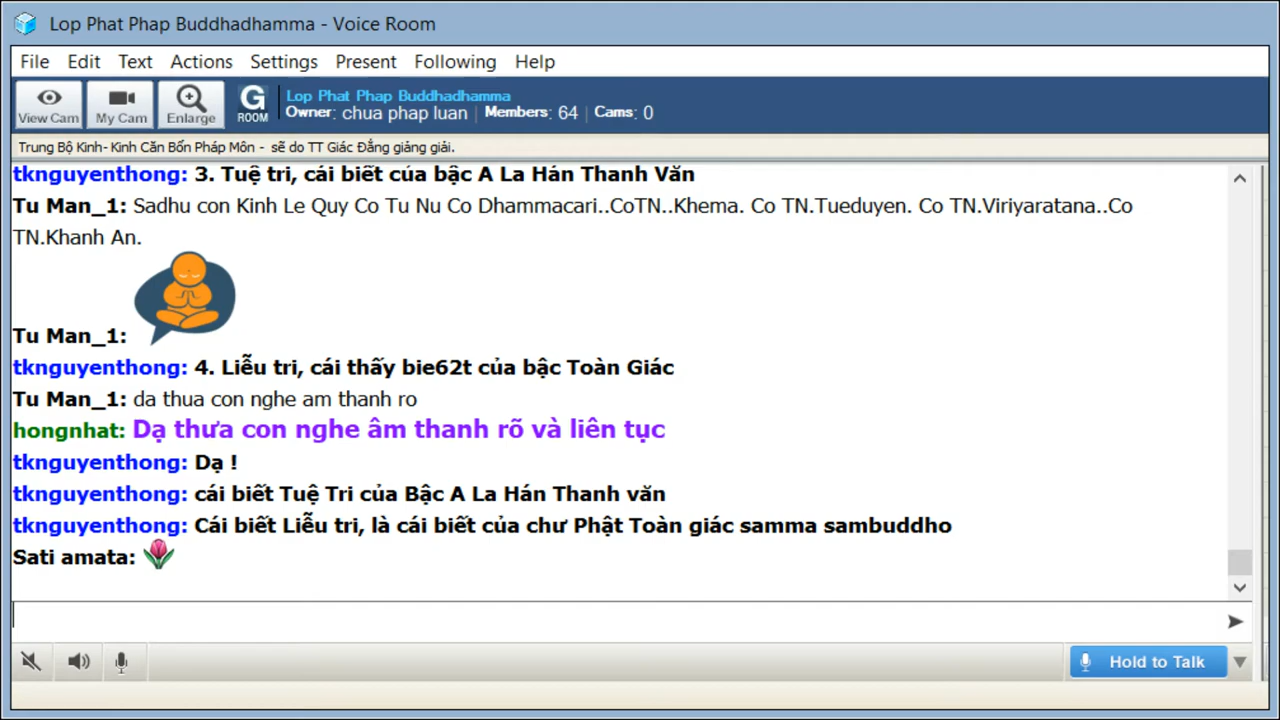 Lop Phat Phap Buddhadhamma - Voice Room
File Edit Text Actions Settings Present Following Help
View Cam My Cam Enlarge G ROOM
Lop Phat Phap Buddhadhamma
Owner: chua phap luan | Members: 64 | Cams: 0
Trung Bộ Kinh- Kinh Căn Bổn Pháp Môn - sẽ do TT Giác Đẳng giảng giải.
tknguyenthong: 3. Tuệ tri, cái biết của bậc A La Hán Thanh Văn
Tu Man_1: Sadhu con Kinh Le Quy Co Tu Nu Co Dhammacari..CoTN..Khema. Co TN.Tueduyen. Co TN.Viriyaratana..Co
TN.Khanh An.
Tu Man_1:
tknguyenthong: 4. Liễu tri, cái thấy bie62t của bậc Toàn Giác
Tu Man_1: da thua con nghe am thanh ro
hongnhat: Dạ thưa con nghe âm thanh rõ và liên tục
tknguyenthong: Dạ !
tknguyenthong: cái biết Tuệ Tri của Bậc A La Hán Thanh văn
tknguyenthong: Cái biết Liễu tri, là cái biết của chư Phật Toàn giác samma sambuddho
Sati amata:
Hold to Talk